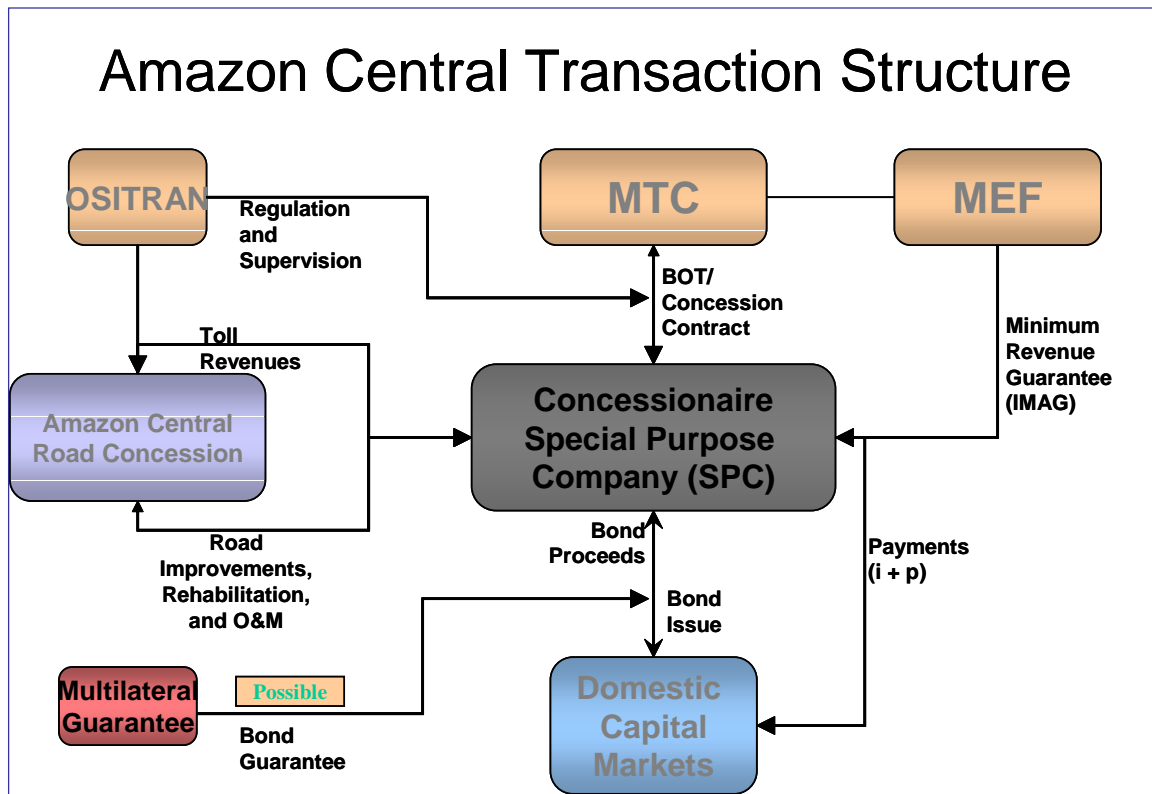 Amazon Central Transaction Structure
OSITRAN
MTC
MEF
Regulation
and
Supervision
BOT/
Concession
Contract
Minimum
Revenue
Guarantee
(IMAG)
Toll
Revenues
Amazon Central
Road Concession
Concessionaire
Special Purpose
Company (SPC)
Road
Improvements,
Rehabilitation,
and O&M
Bond
Proceeds
Payments
(i + p)
Bond
Issue
Multilateral
Guarantee
Possible
Bond
Guarantee
Domestic
Capital
Markets